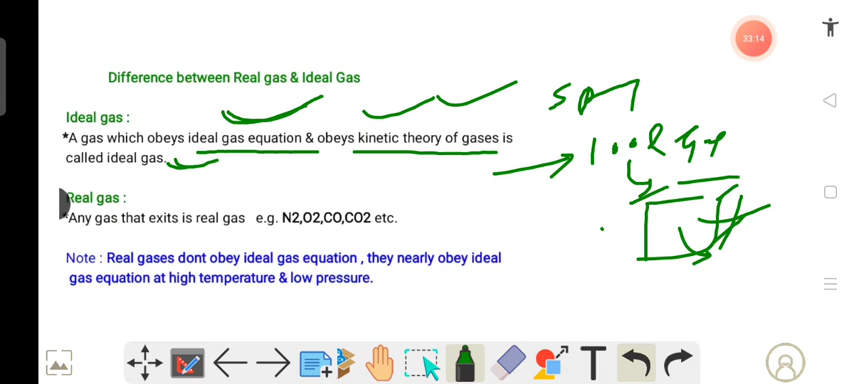 33:14
Difference between Real gas & Ideal Gas
Ideal gas :
*A gas which obeys ideal gas equation & obeys kinetic theory of gases is
called ideal gas.
Real gas :
*Any gas that exits is real gas e.g. N2,O2,CO,CO2 etc.
Note : Real gases dont obey ideal gas equation , they nearly obey ideal
gas equation at high temperature & low pressure.
T